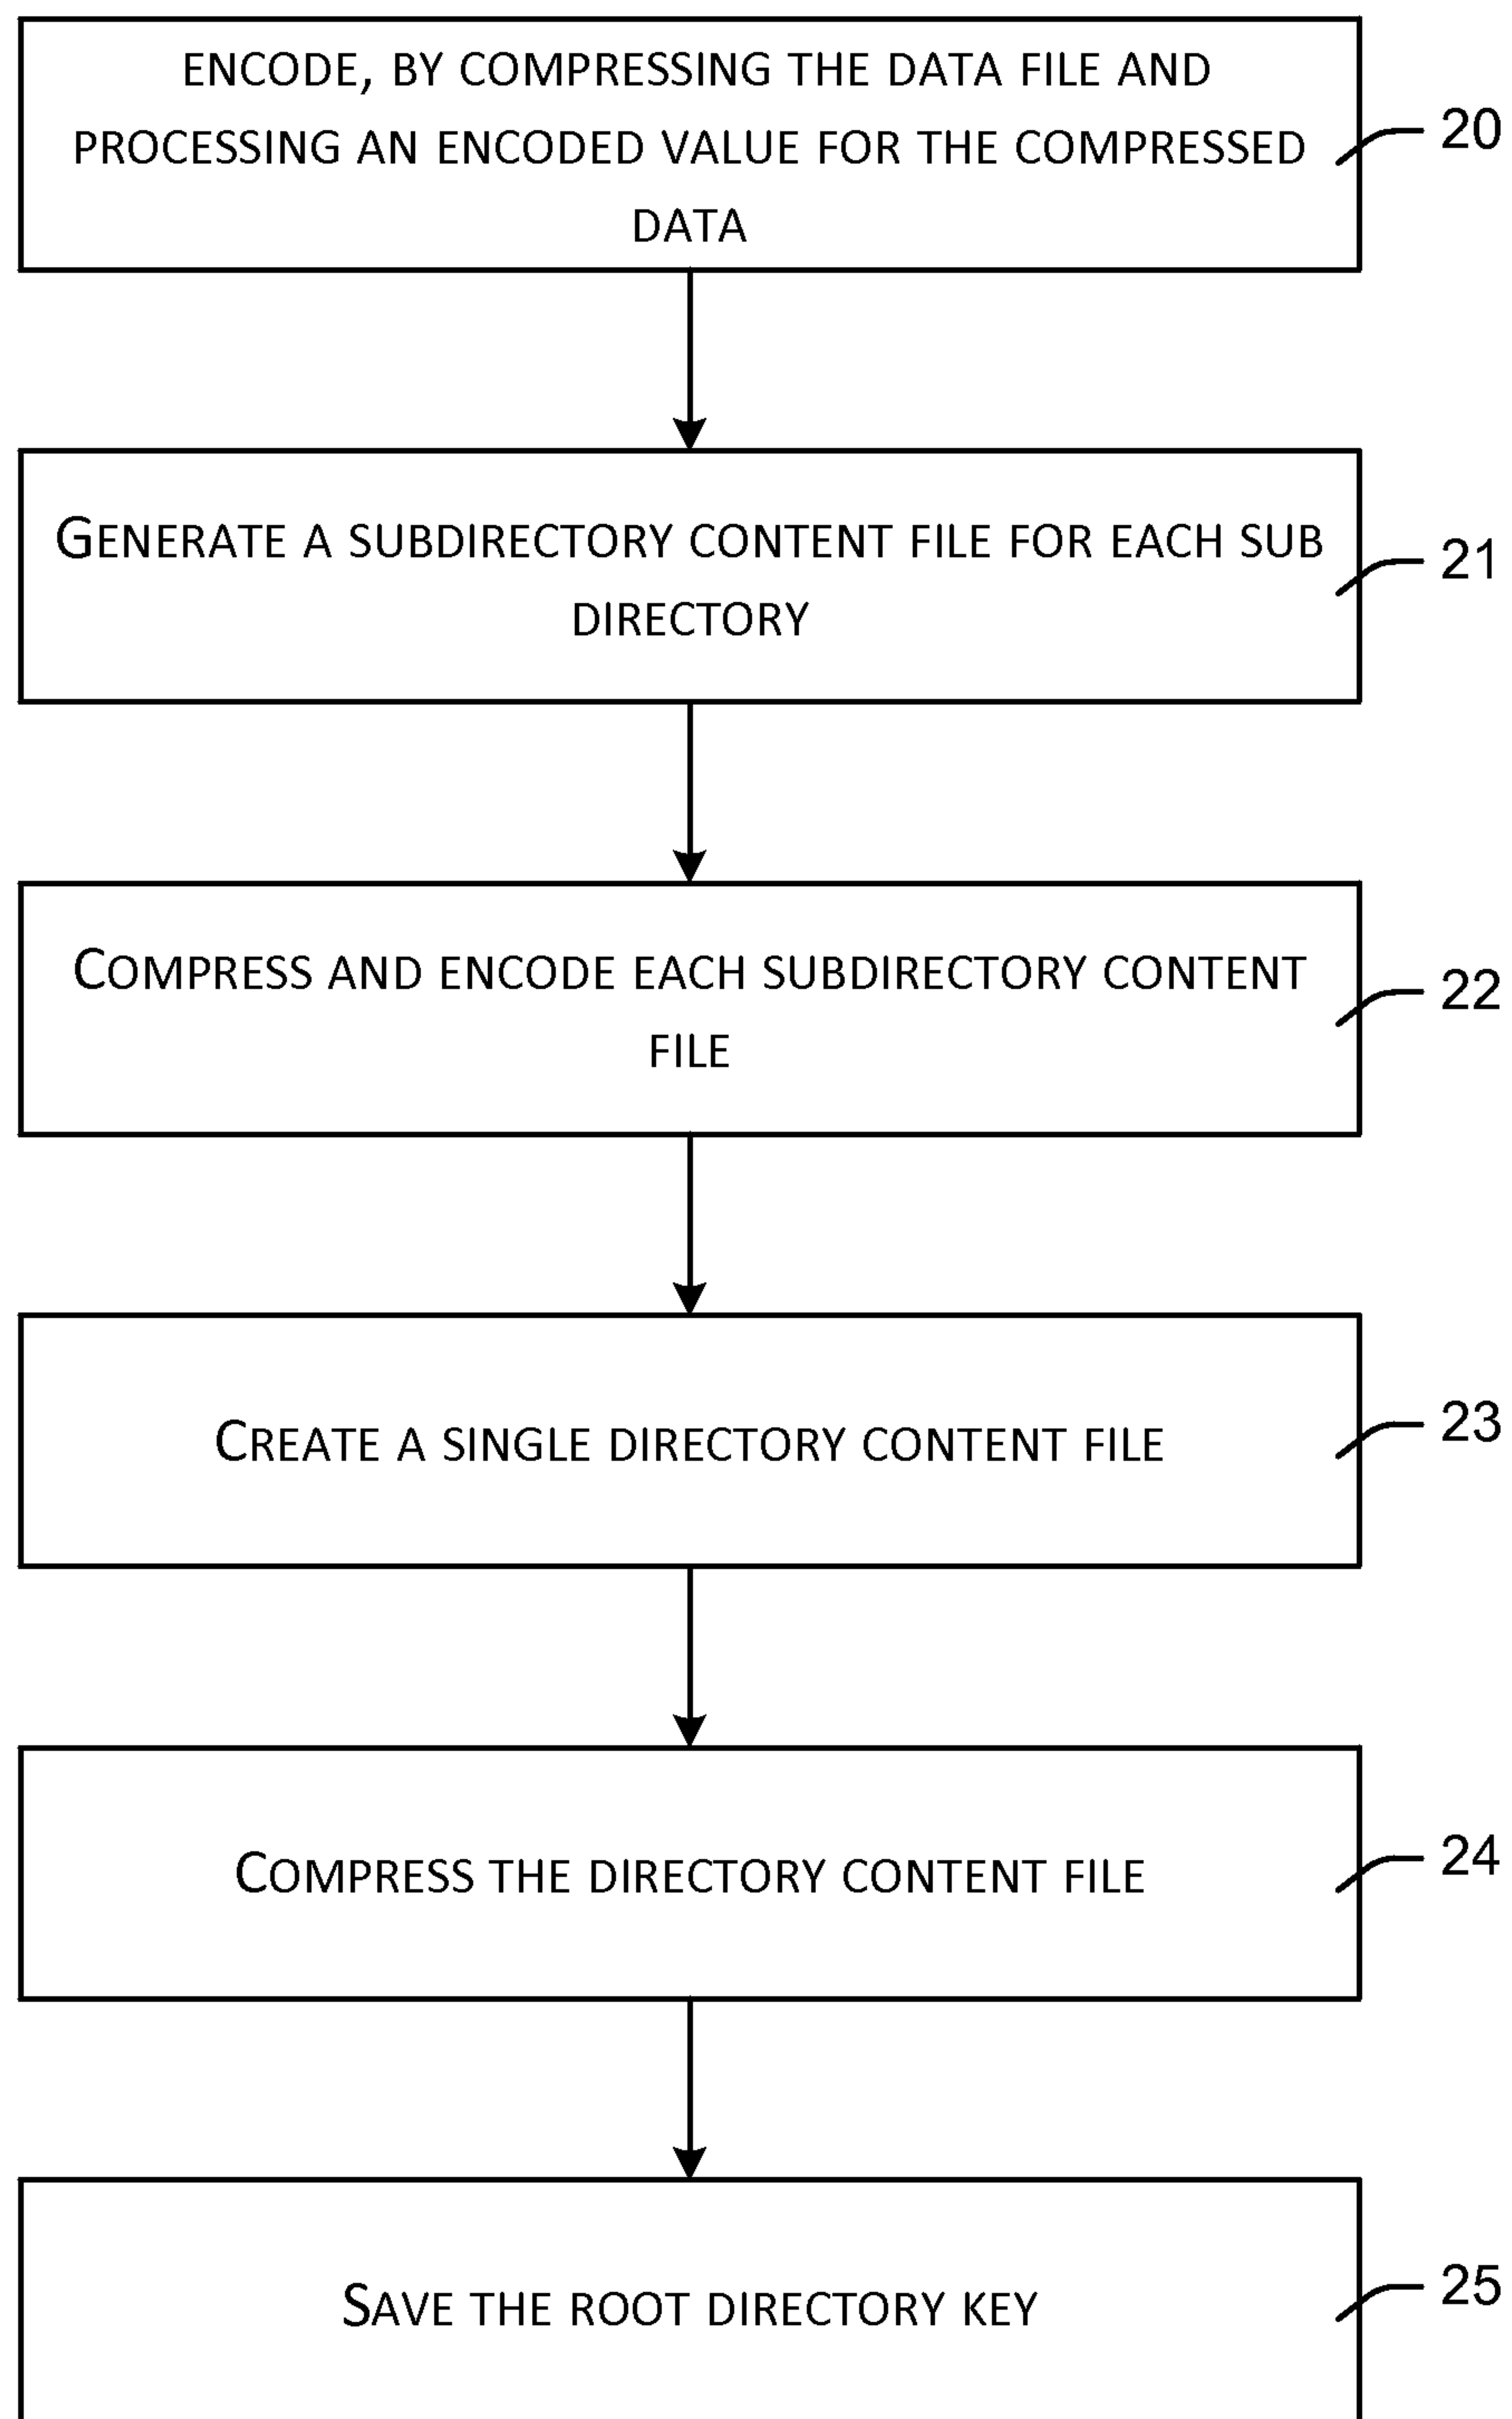 ENCODE, BY COMPRESSING THE DATA FILE AND
PROCESSING AN ENCODED VALUE FOR THE COMPRESSED
DATA
20
GENERATE A SUBDIRECTORY CONTENT FILE FOR EACH SUB
DIRECTORY
21
COMPRESS AND ENCODE EACH SUBDIRECTORY CONTENT
FILE
22
CREATE A SINGLE DIRECTORY CONTENT FILE
23
COMPRESS THE DIRECTORY CONTENT FILE
24
SAVE THE ROOT DIRECTORY KEY
25